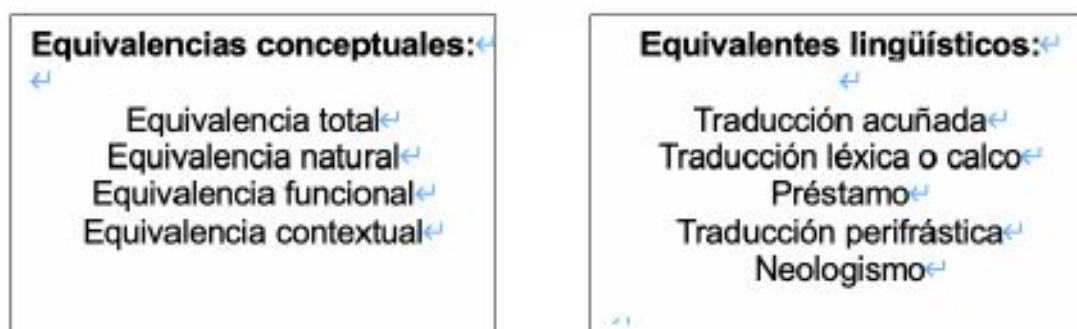 Equivalencias conceptuales:
Equivalencia total
Equivalencia natural
Equivalencia funcional
Equivalencia contextual
Equivalentes lingüísticos:
Traducción acuñada
Traducción léxica o calco
Préstamo
Traducción perifrástica
Neologismo